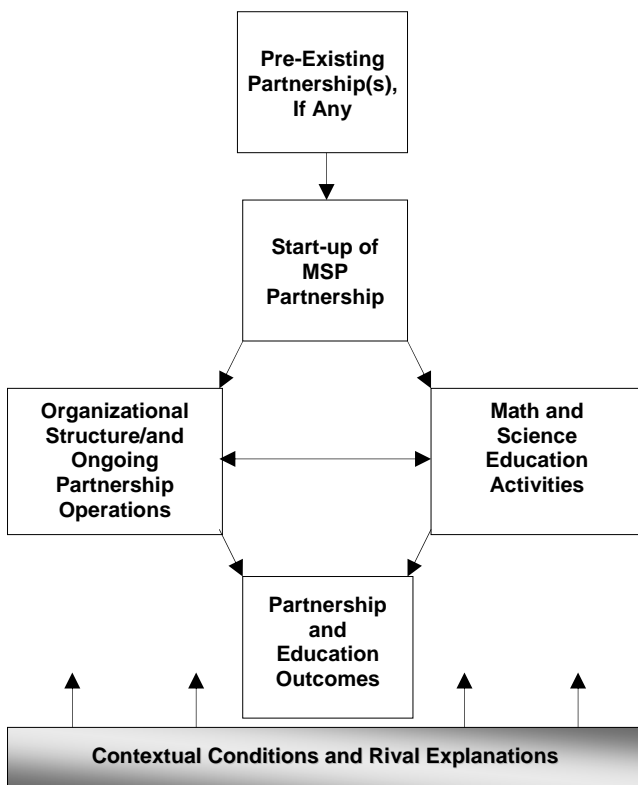 Pre-Existing
Partnership(s),
If Any
Start-up of
MSP
Partnership
Organizational
Structure/and
Ongoing
Partnership
Operations
Math and
Science
Education
Activities
Partnership
and
Education
Outcomes
Contextual Conditions and Rival Explanations